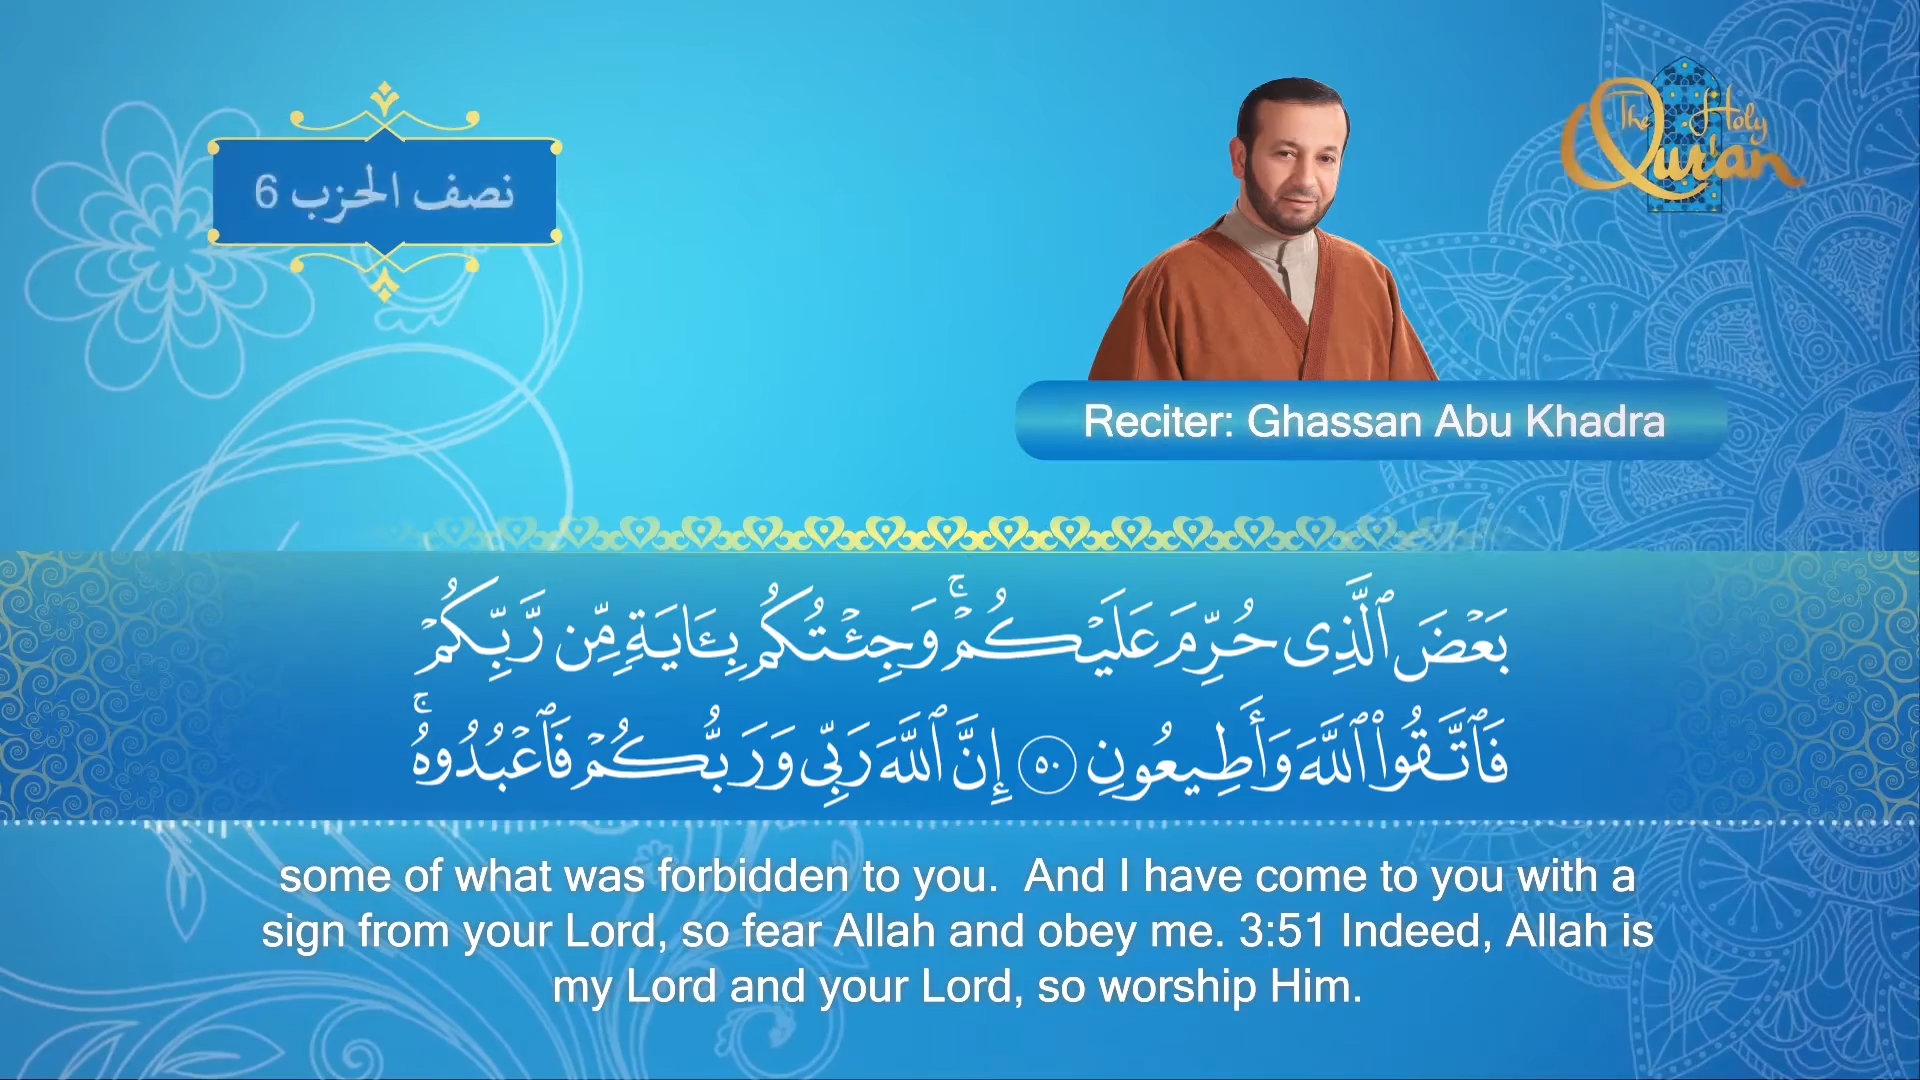 نصف الحزب 6
The Holy
Qur'an
Reciter: Ghassan Abu Khadra
بَعْضَ ٱلَّذِى حُرِّمَ عَلَيْكُمْ ۚ وَجِئْتُكُم بِـَٔايَةٍ مِّن رَّبِّكُمْ
فَٱتَّقُوا۟ ٱللَّهَ وَأَطِيعُونِ ٥٠ إِنَّ ٱللَّهَ رَبِّى وَرَبُّكُمْ فَٱعْبُدُوهُ ۚ
some of what was forbidden to you.  And I have come to you with a
sign from your Lord, so fear Allah and obey me. 3:51 Indeed, Allah is
my Lord and your Lord, so worship Him.